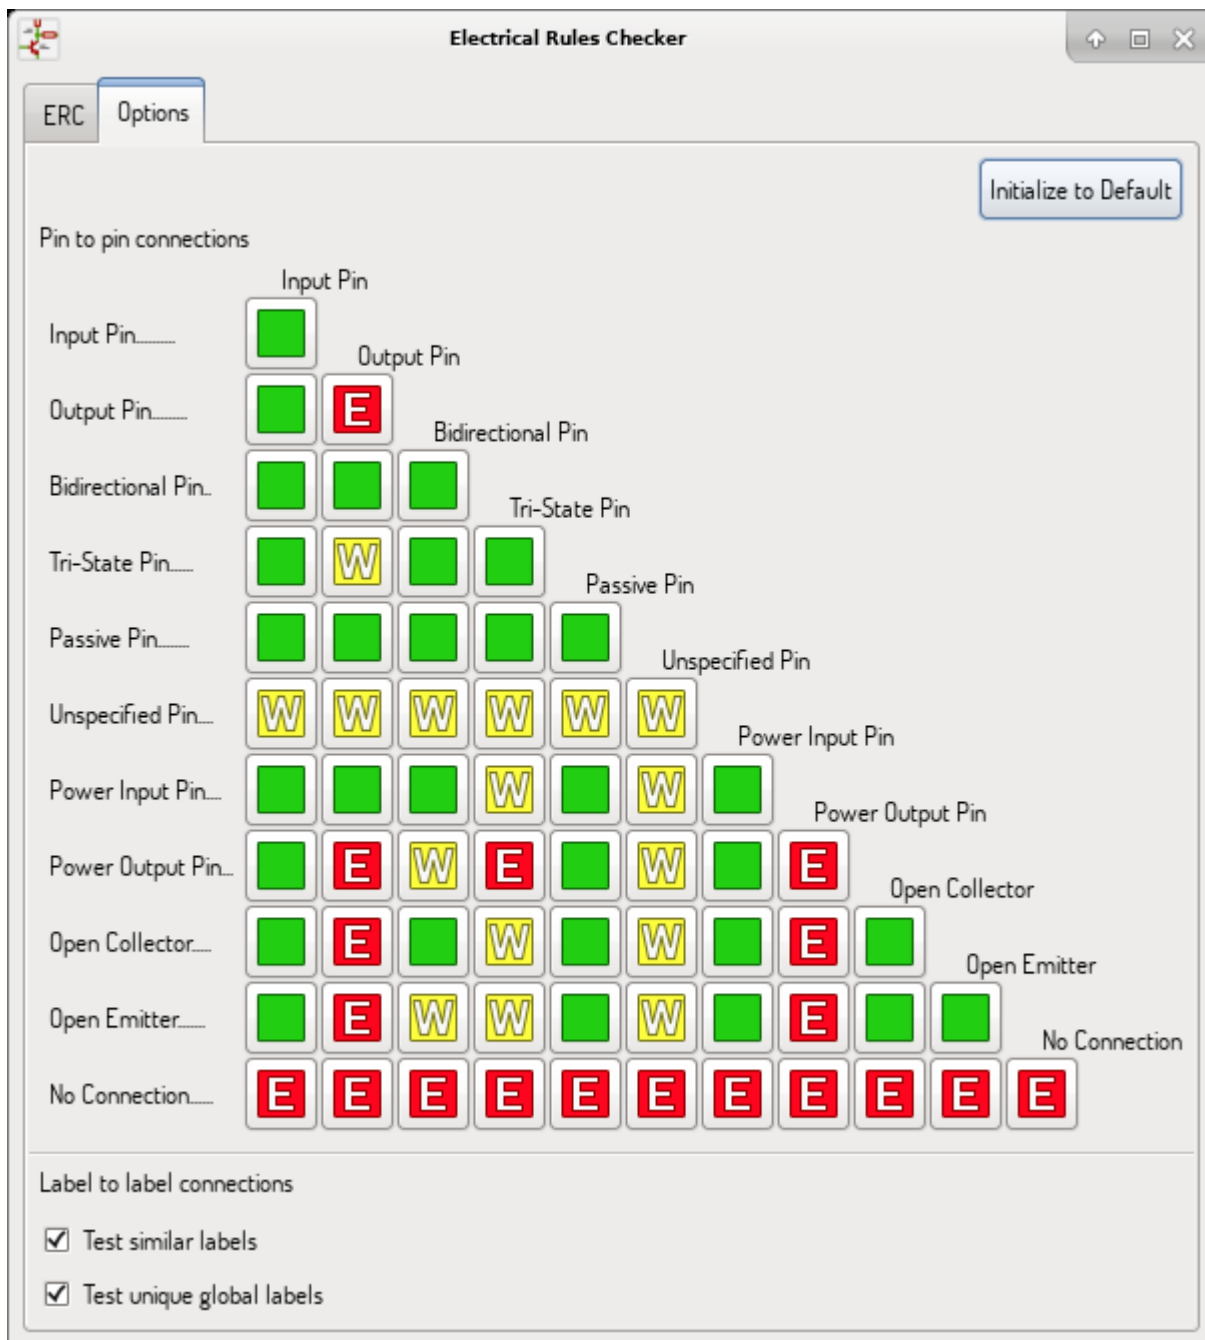 Electrical Rules Checker
ERC Options
Initialize to Default
Pin to pin connections
Input Pin
Input Pin..........
Output Pin
Output Pin.........
E
Bidirectional Pin
Bidirectional Pin..
Tri-State Pin
Tri-State Pin......
W
Passive Pin
Passive Pin........
Unspecified Pin
Unspecified Pin....
W W W W W W
Power Input Pin
Power Input Pin....
W W
Power Output Pin
Power Output Pin...
E W E W E
Open Collector
Open Collector.....
E W W E
Open Emitter
Open Emitter.......
E W W W E
No Connection
No Connection......
E E E E E E E E E E E
Label to label connections
Test similar labels
Test unique global labels